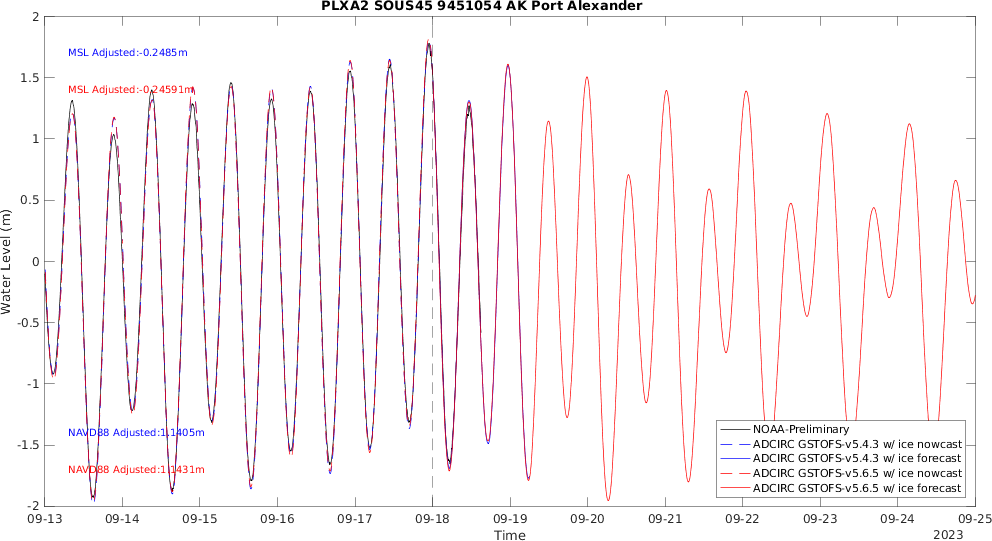 PLXA2 SOUS45 9451054 AK Port Alexander
2
1.5
1
0.5
0
-0.5
-1
-1.5
-2
Water Level (m)
MSL Adjusted:-0.2485m
MSL Adjusted:-0.24591m
NAVD88 Adjusted:1.1405m
NAVD88 Adjusted:1.1431m
NOAA-Preliminary
ADCIRC GSTOFS-v5.4.3 w/ ice nowcast
ADCIRC GSTOFS-v5.4.3 w/ ice forecast
ADCIRC GSTOFS-v5.6.5 w/ ice nowcast
ADCIRC GSTOFS-v5.6.5 w/ ice forecast
09-13 09-14 09-15 09-16 09-17 09-18 09-19 09-20 09-21 09-22 09-23 09-24 09-25
Time
2023